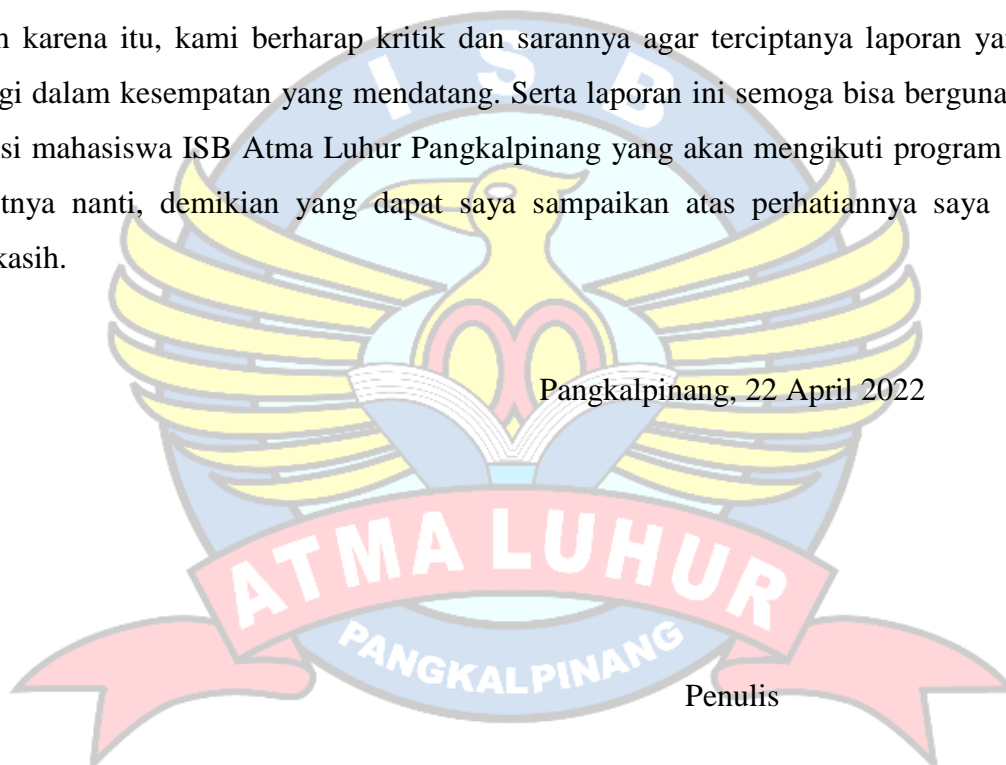 n karena itu, kami berharap kritik dan sarannya agar terciptanya laporan yan
gi dalam kesempatan yang mendatang. Serta laporan ini semoga bisa berguna
si mahasiswa ISB Atma Luhur Pangkalpinang yang akan mengikuti program
tnya nanti, demikian yang dapat saya sampaikan atas perhatiannya saya
kasih.
I S B
Pangkalpinang, 22 April 2022
ATMA LUHUR
PANGKALPINANG
Penulis